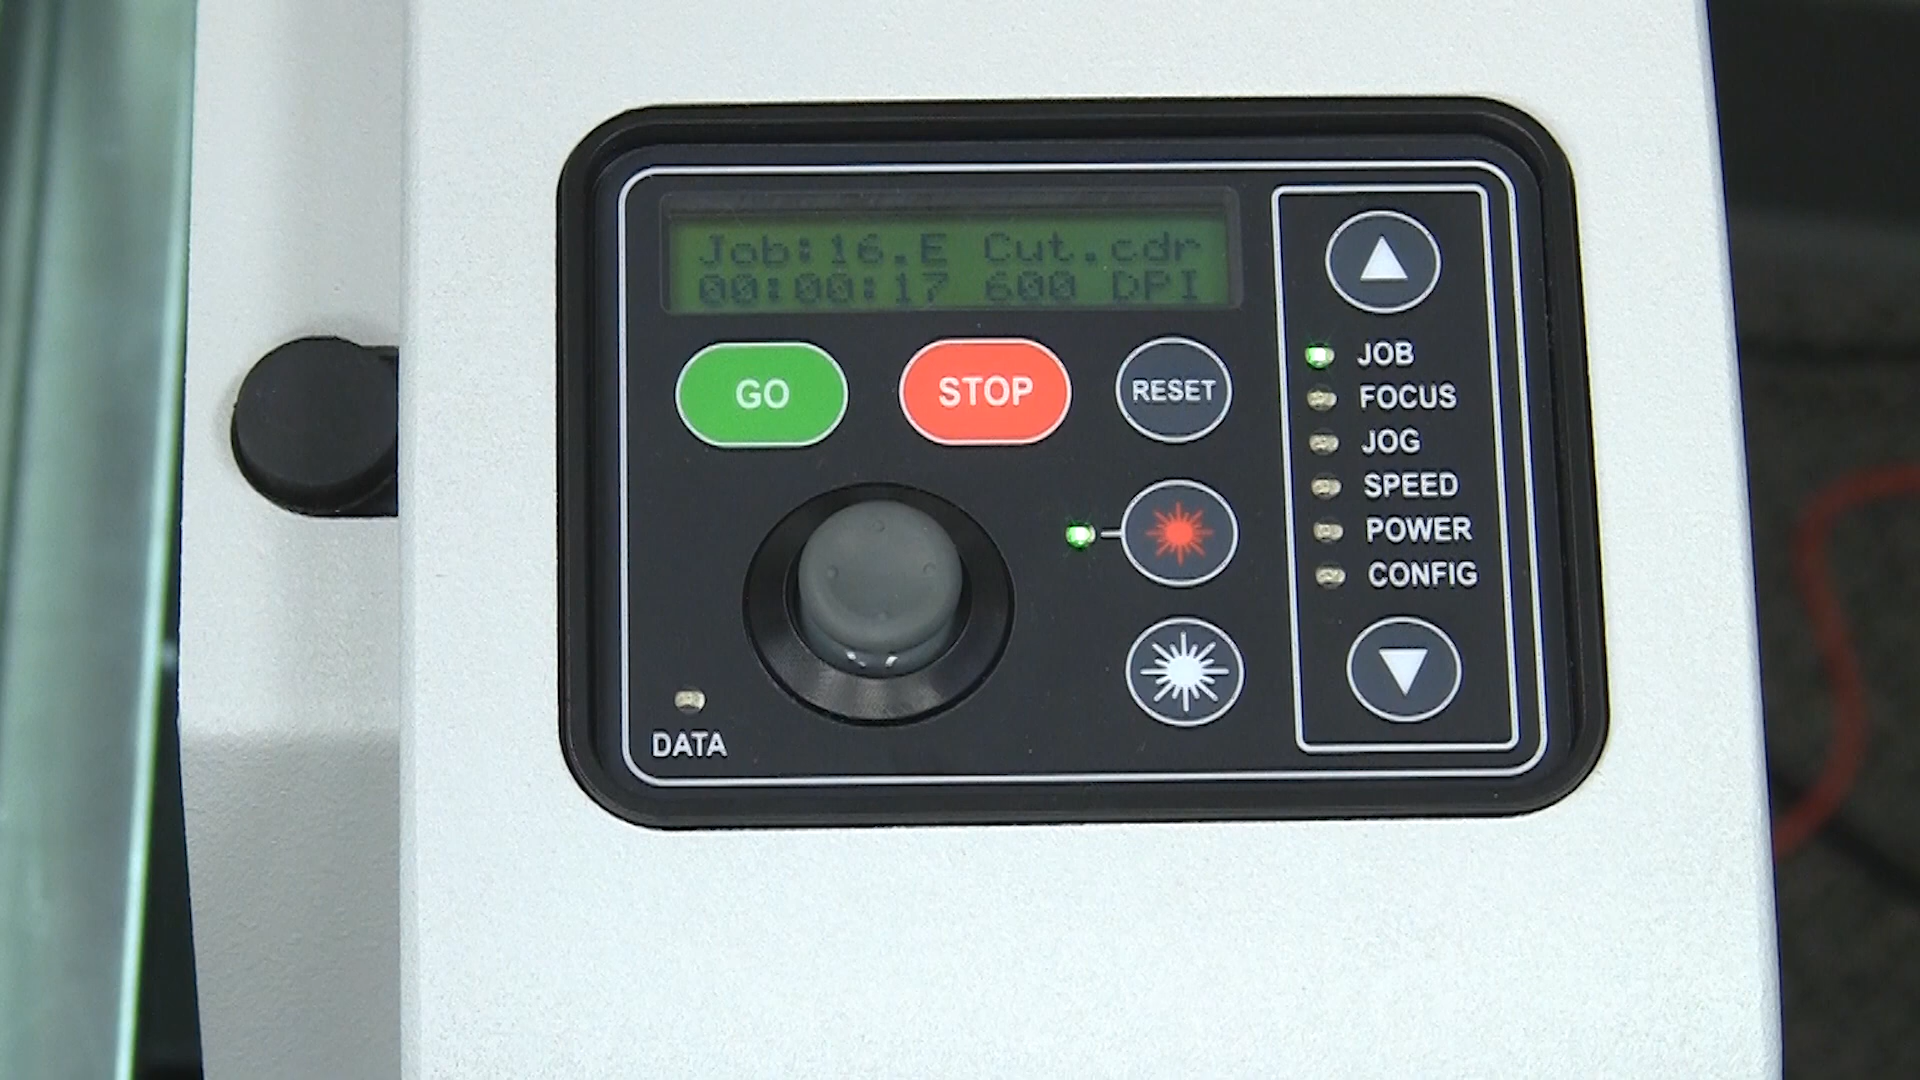 Job:16.E Cut.cdr
00:00:17 600 DPI
GO
STOP
RESET
JOB
FOCUS
JOG
SPEED
POWER
CONFIG
DATA